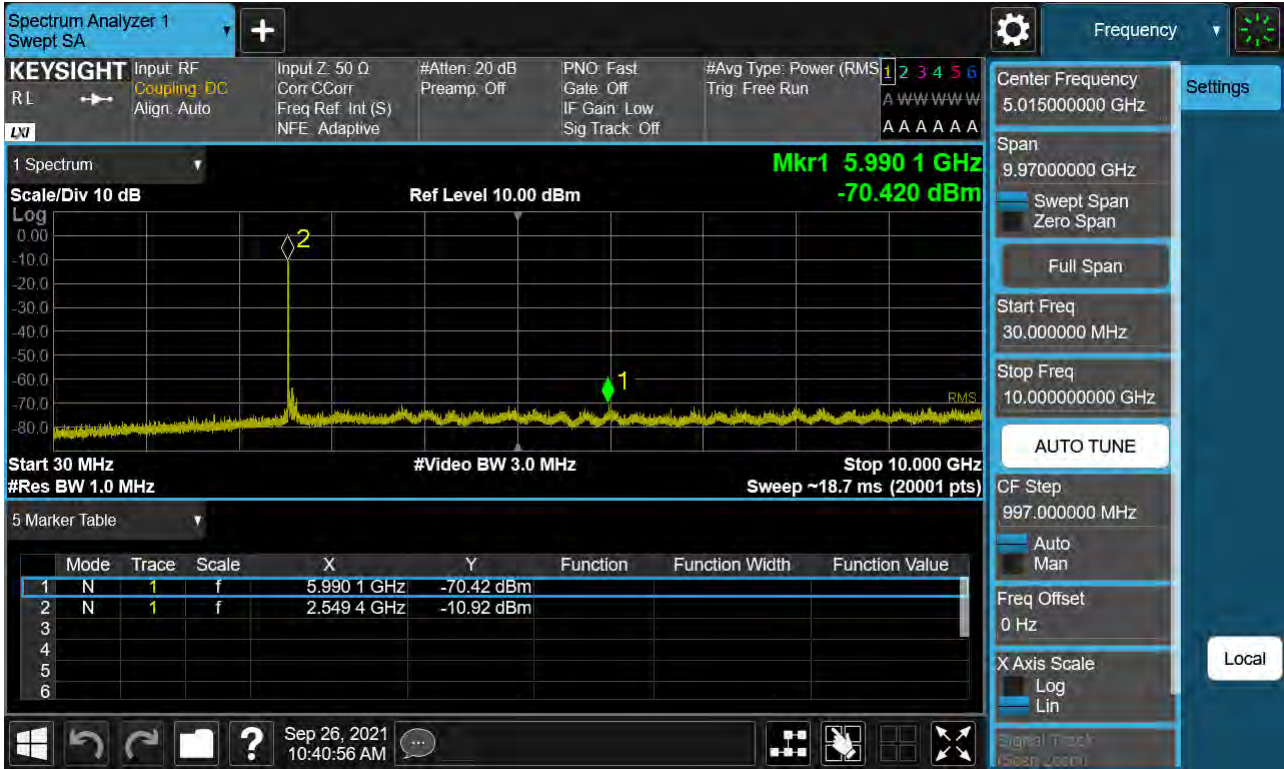 Spectrum Analyzer 1
Swept SA
Frequency
KEYSIGHT
R L
LXI
Input: RF
Coupling: DC
Align: Auto
Input Z: 50 Ω
Corr CCorr
Freq Ref: Int (S)
NFE: Adaptive
#Atten: 20 dB
Preamp: Off
PNO: Fast
Gate: Off
IF Gain: Low
Sig Track: Off
#Avg Type: Power (RMS
Trig: Free Run
1 2 3 4 5 6
A W W W W W
A A A A A A
1 Spectrum
Scale/Div 10 dB
Ref Level 10.00 dBm
Mkr1 5.990 1 GHz
-70.420 dBm
Log
0.00
-10.0
-20.0
-30.0
-40.0
-50.0
-60.0
-70.0
-80.0
2
1
RMS
Start 30 MHz
#Video BW 3.0 MHz
Stop 10.000 GHz
#Res BW 1.0 MHz
Sweep ~18.7 ms (20001 pts)
5 Marker Table
Mode Trace Scale X Y Function Function Width Function Value
1 N 1 f 5.990 1 GHz -70.42 dBm
2 N 1 f 2.549 4 GHz -10.92 dBm
3
4
5
6
Center Frequency
5.015000000 GHz
Span
9.97000000 GHz
Swept Span
Zero Span
Full Span
Start Freq
30.000000 MHz
Stop Freq
10.000000000 GHz
AUTO TUNE
CF Step
997.000000 MHz
Auto
Man
Freq Offset
0 Hz
X Axis Scale
Log
Lin
Signal Track
(Span Zoom)
Settings
Local
?
Sep 26, 2021
10:40:56 AM